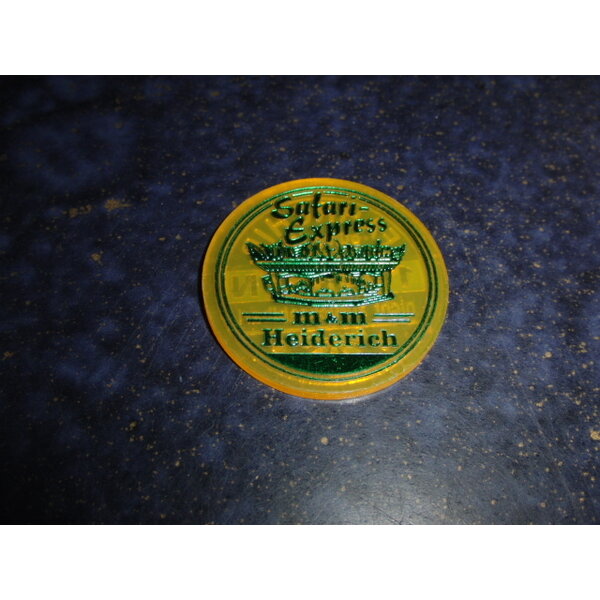 Safari-
Express
m & m
Heiderich